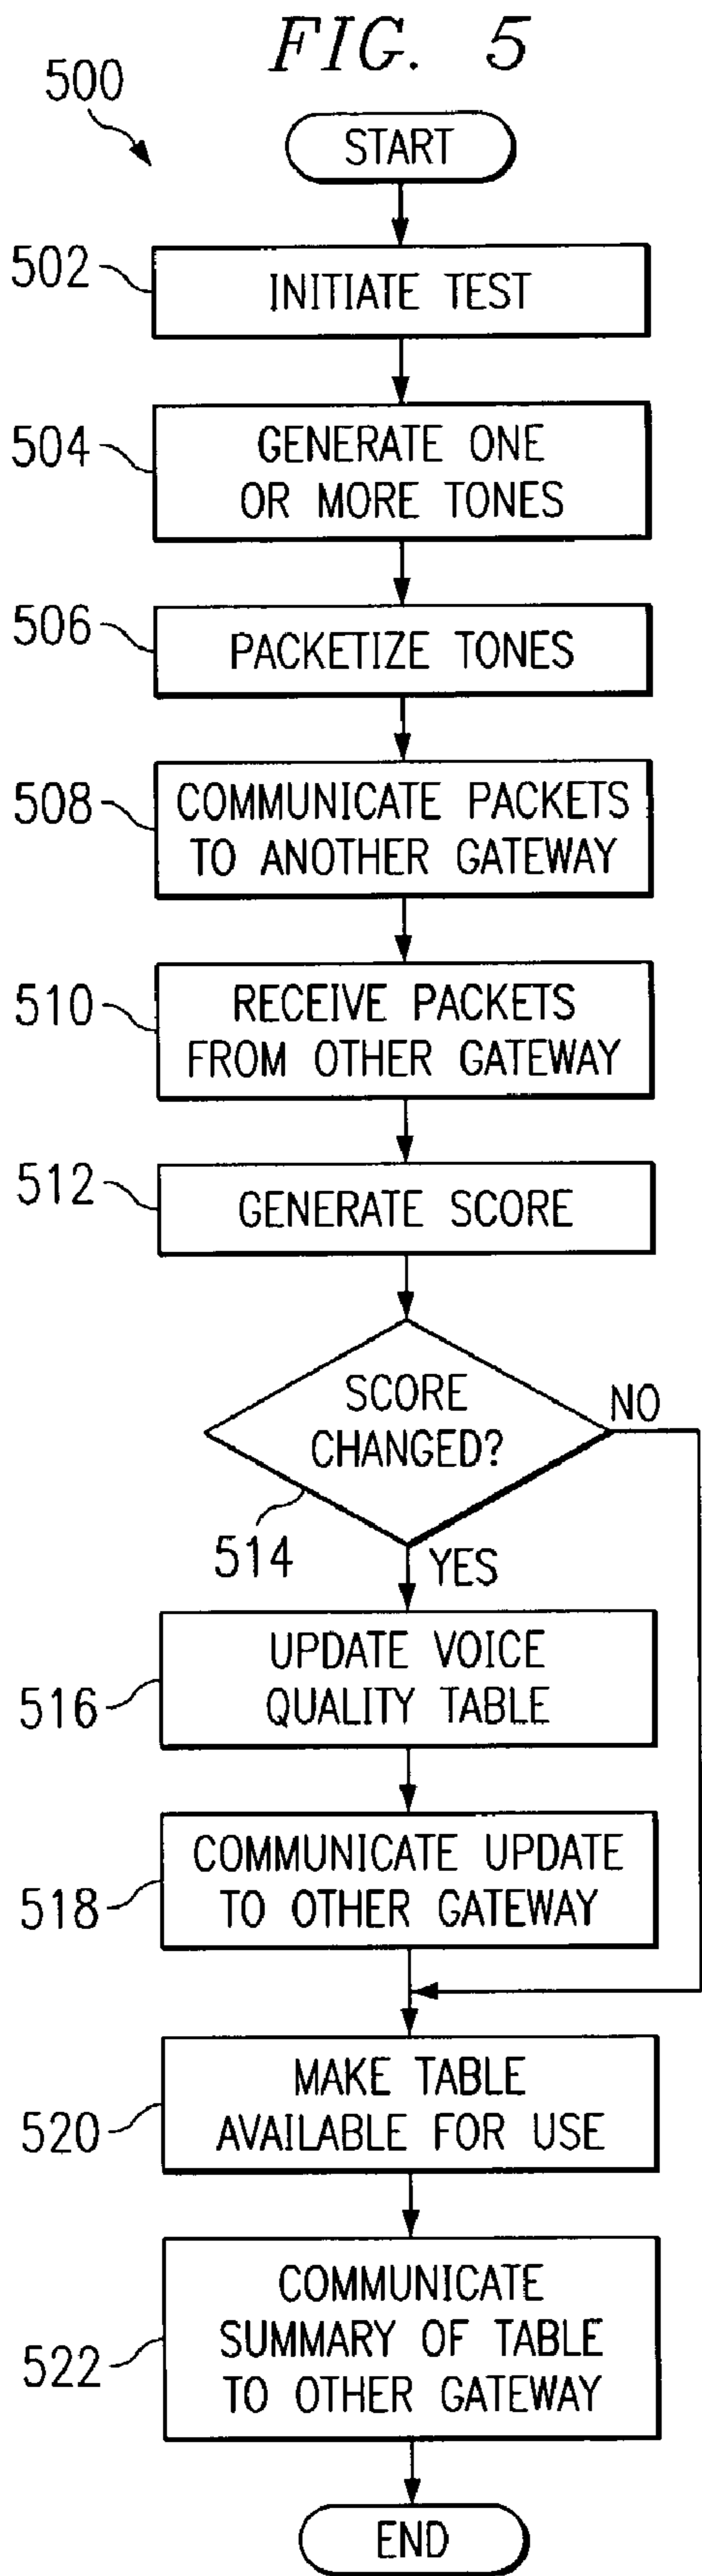 FIG. 5
500
START
502
INITIATE TEST
504
GENERATE ONE
OR MORE TONES
506
PACKETIZE TONES
508
COMMUNICATE PACKETS
TO ANOTHER GATEWAY
510
RECEIVE PACKETS
FROM OTHER GATEWAY
512
GENERATE SCORE
SCORE
CHANGED?
NO
514
YES
516
UPDATE VOICE
QUALITY TABLE
518
COMMUNICATE UPDATE
TO OTHER GATEWAY
520
MAKE TABLE
AVAILABLE FOR USE
522
COMMUNICATE
SUMMARY OF TABLE
TO OTHER GATEWAY
END